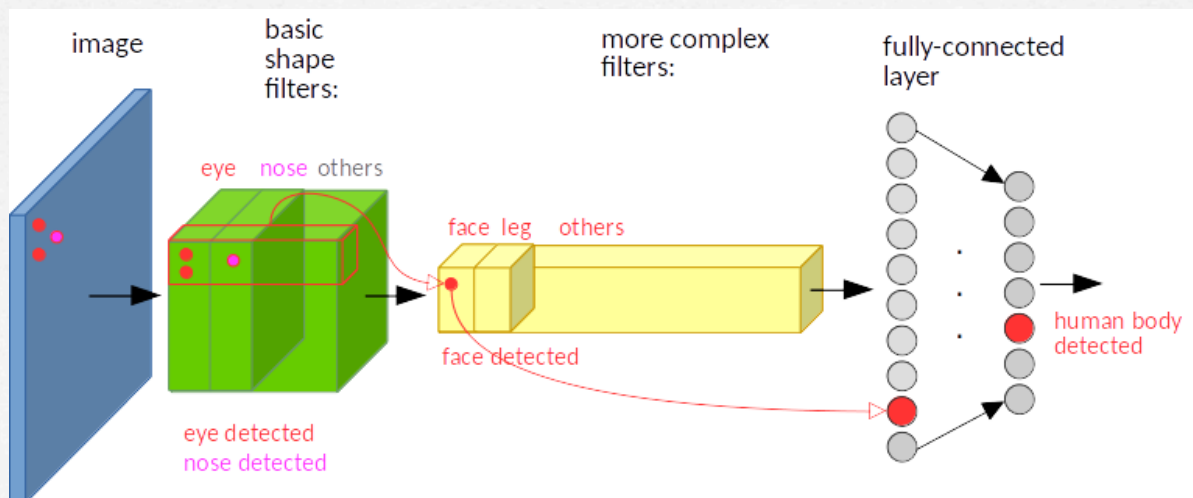 image
basic
shape
filters:
more complex
filters:
fully-connected
layer
eye nose others
face leg others
face detected
eye detected
nose detected
human body
detected